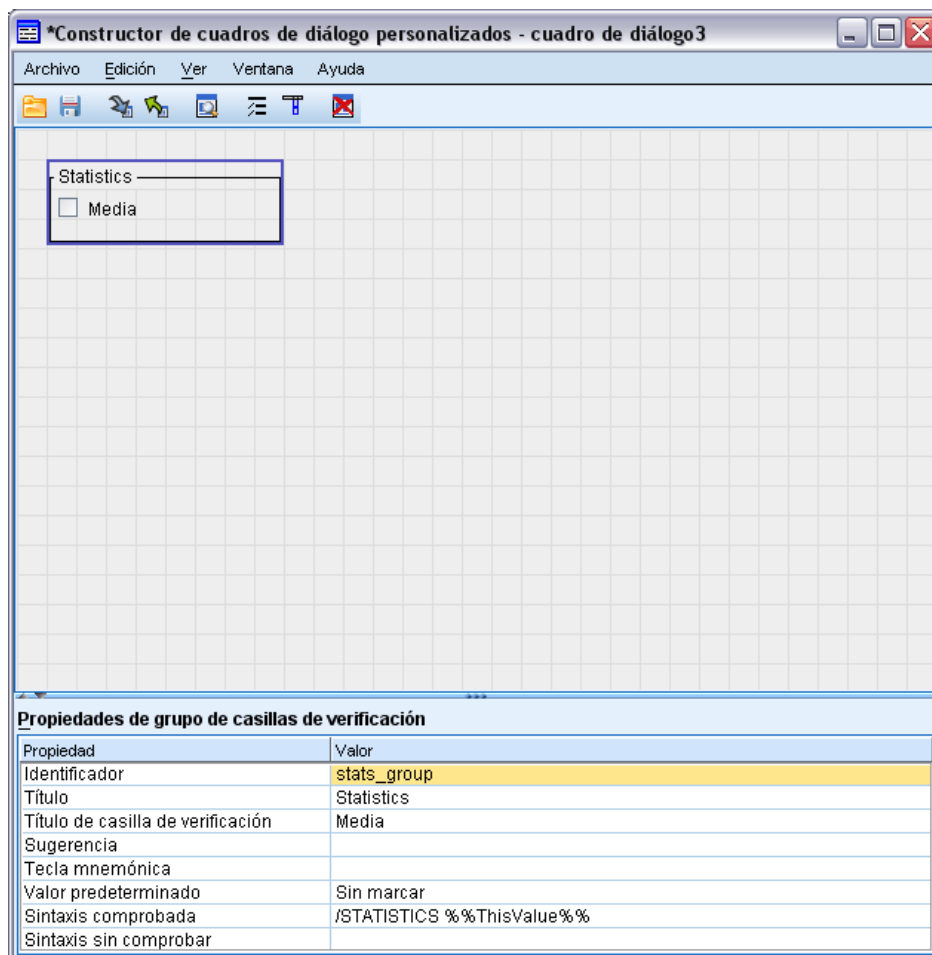 *Constructor de cuadros de diálogo personalizados - cuadro de diálogo3
Archivo Edición Ver Ventana Ayuda
Statistics
Media
Propiedades de grupo de casillas de verificación
Propiedad Valor
Identificador stats_group
Título Statistics
Título de casilla de verificación Media
Sugerencia
Tecla mnemónica
Valor predeterminado Sin marcar
Sintaxis comprobada /STATISTICS %%ThisValue%%
Sintaxis sin comprobar